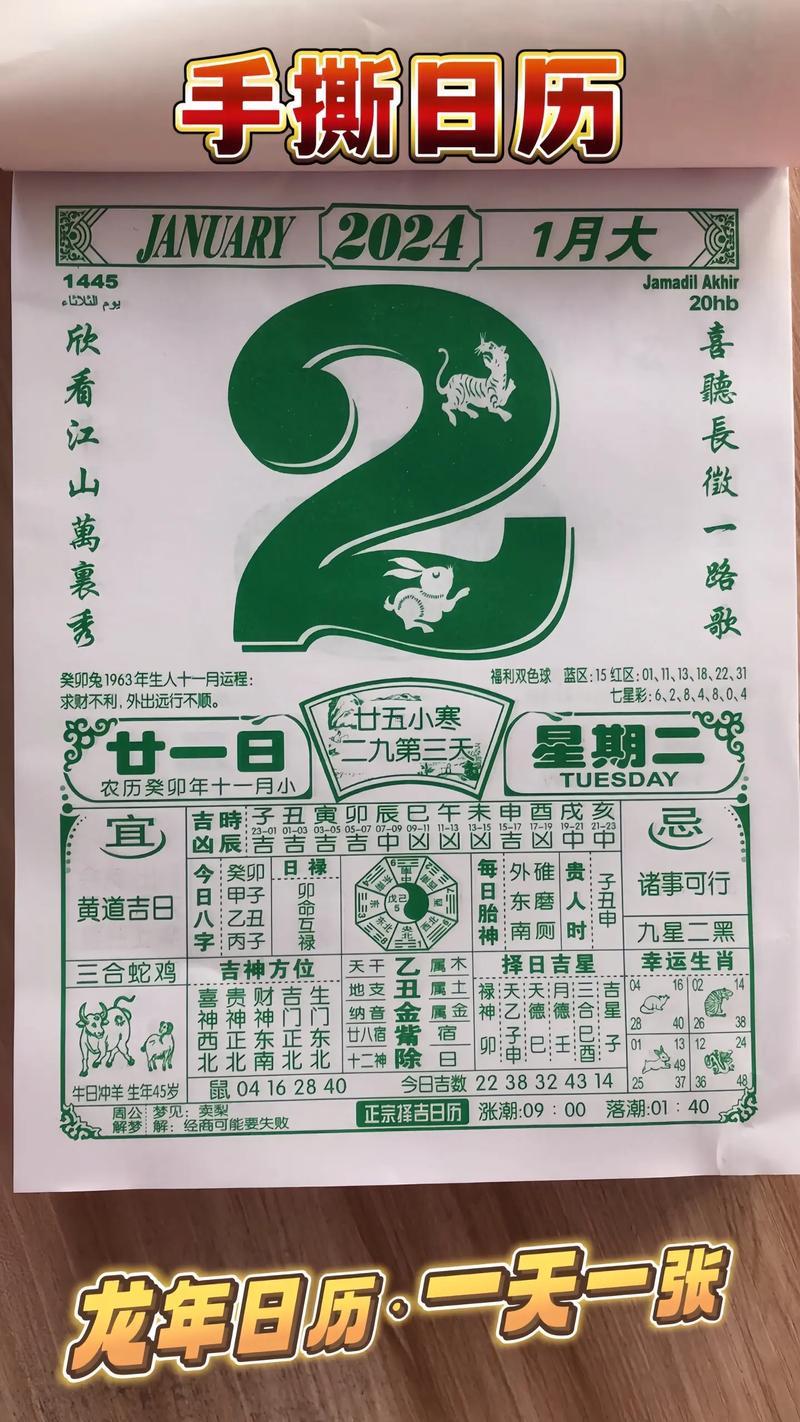 手撕日历
JANUARY 2024 1月大
1445
يوم الثلاثاء
Jamadil Akhir
20hb
欣看江山萬裏秀
2
喜聽長徵一路歌
癸卯兔1963年生人十一月运程:
求财不利,外出远行不顺。
福利双色球 蓝区:15 红区:01、11、13、18、22、31
七星彩:6、2、8、4、8、0、4
廿一日
农历癸卯年十一月小
廿五小寒
二九第三天
星期二
TUESDAY
宜
黄道吉日
吉凶 時辰
子 丑 寅 卯 辰 巳 午 未 申 酉 戌 亥
23-01 01-03 03-05 05-07 07-09 09-11 11-13 13-15 15-17 17-19 19-21 21-23
吉 吉 吉 吉 中 凶 凶 凶 吉 凶 中 中
忌
诸事可行
今日八字
癸卯
甲子
乙丑
丙子
日禄
卯命互禄
戊己
5
每日胎神
外东南
碓磨厕
贵人时
子丑申
九星二黑
三合蛇鸡
牛日冲羊 生年45岁
吉神方位
喜神西北
贵神正北
财神东南
吉门正北
生门东北
天干 乙 属木
地支 丑 属土
纳音 金 属金
廿八宿 觜 宿
十二神 除 日
择日吉星
禄神 卯
天乙 子申
天德 巳
月德 壬
三合 巳酉
吉星 子
幸运生肖
04 16 28 40
02 14 26 38
01 13 25 37 49
12 24 36 48
鼠 04 16 28 40
今日吉数 22 38 32 43 14
周公解梦
梦见:卖梨
解:经商可能要失败
正宗择吉日历
涨潮:09:00 落潮:01:40
龙年日历·一天一张